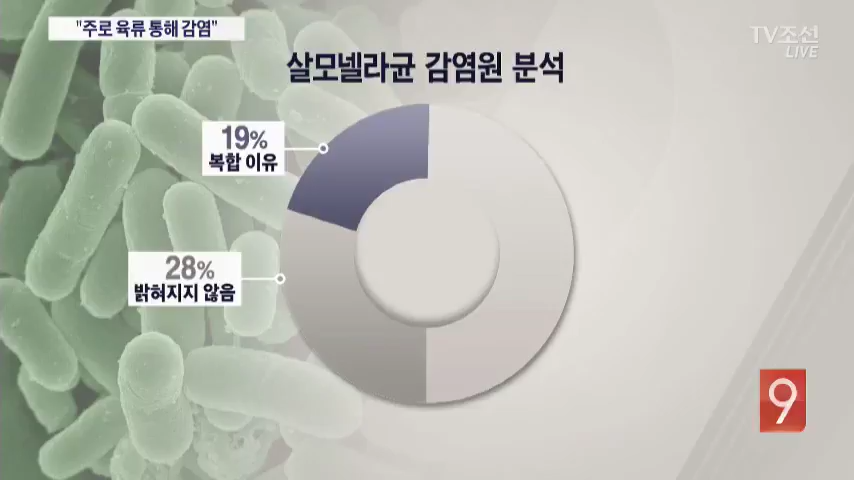 "주로 육류 통해 감염"
TV조선
LIVE
살모넬라균 감염원 분석
19%
복합 이유
28%
밝혀지지 않음
9